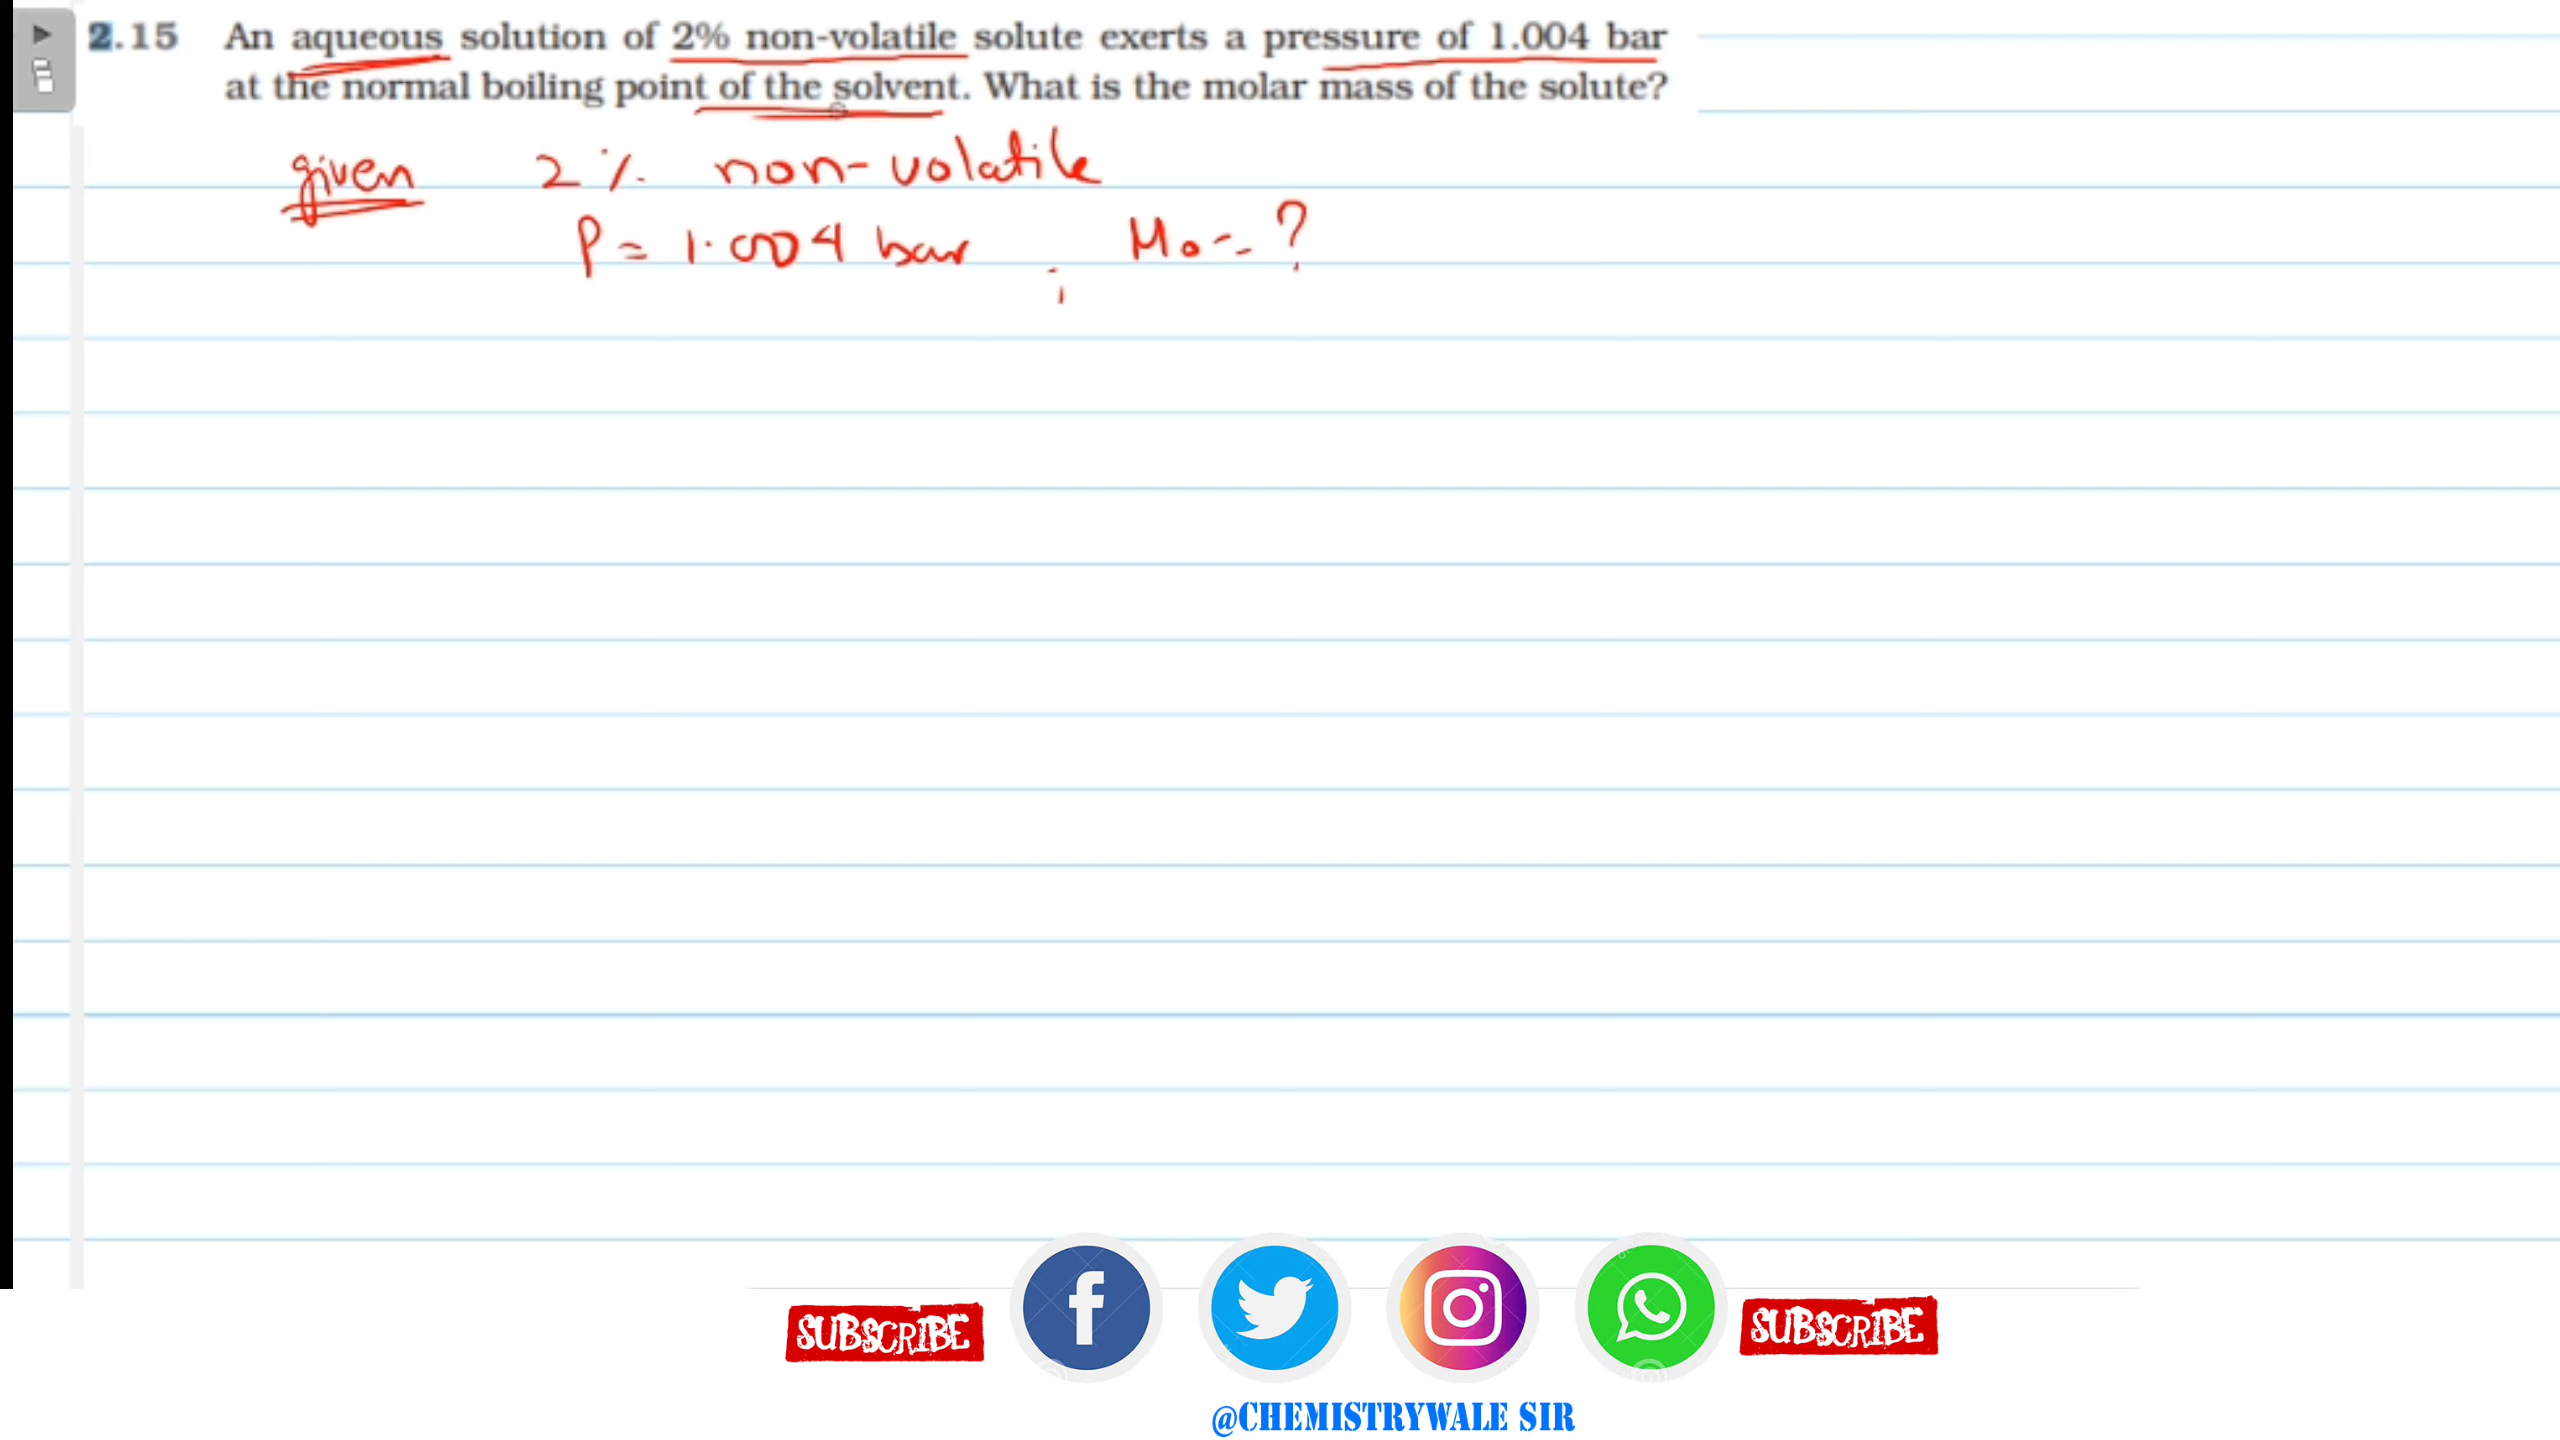 2.15 An aqueous solution of 2% non-volatile solute exerts a pressure of 1.004 bar
at the normal boiling point of the solvent. What is the molar mass of the solute?
given 2% non-volatile
P = 1.004 bar , Mo = ?
SUBSCRIBE SUBSCRIBE
@CHEMISTRYWALE SIR